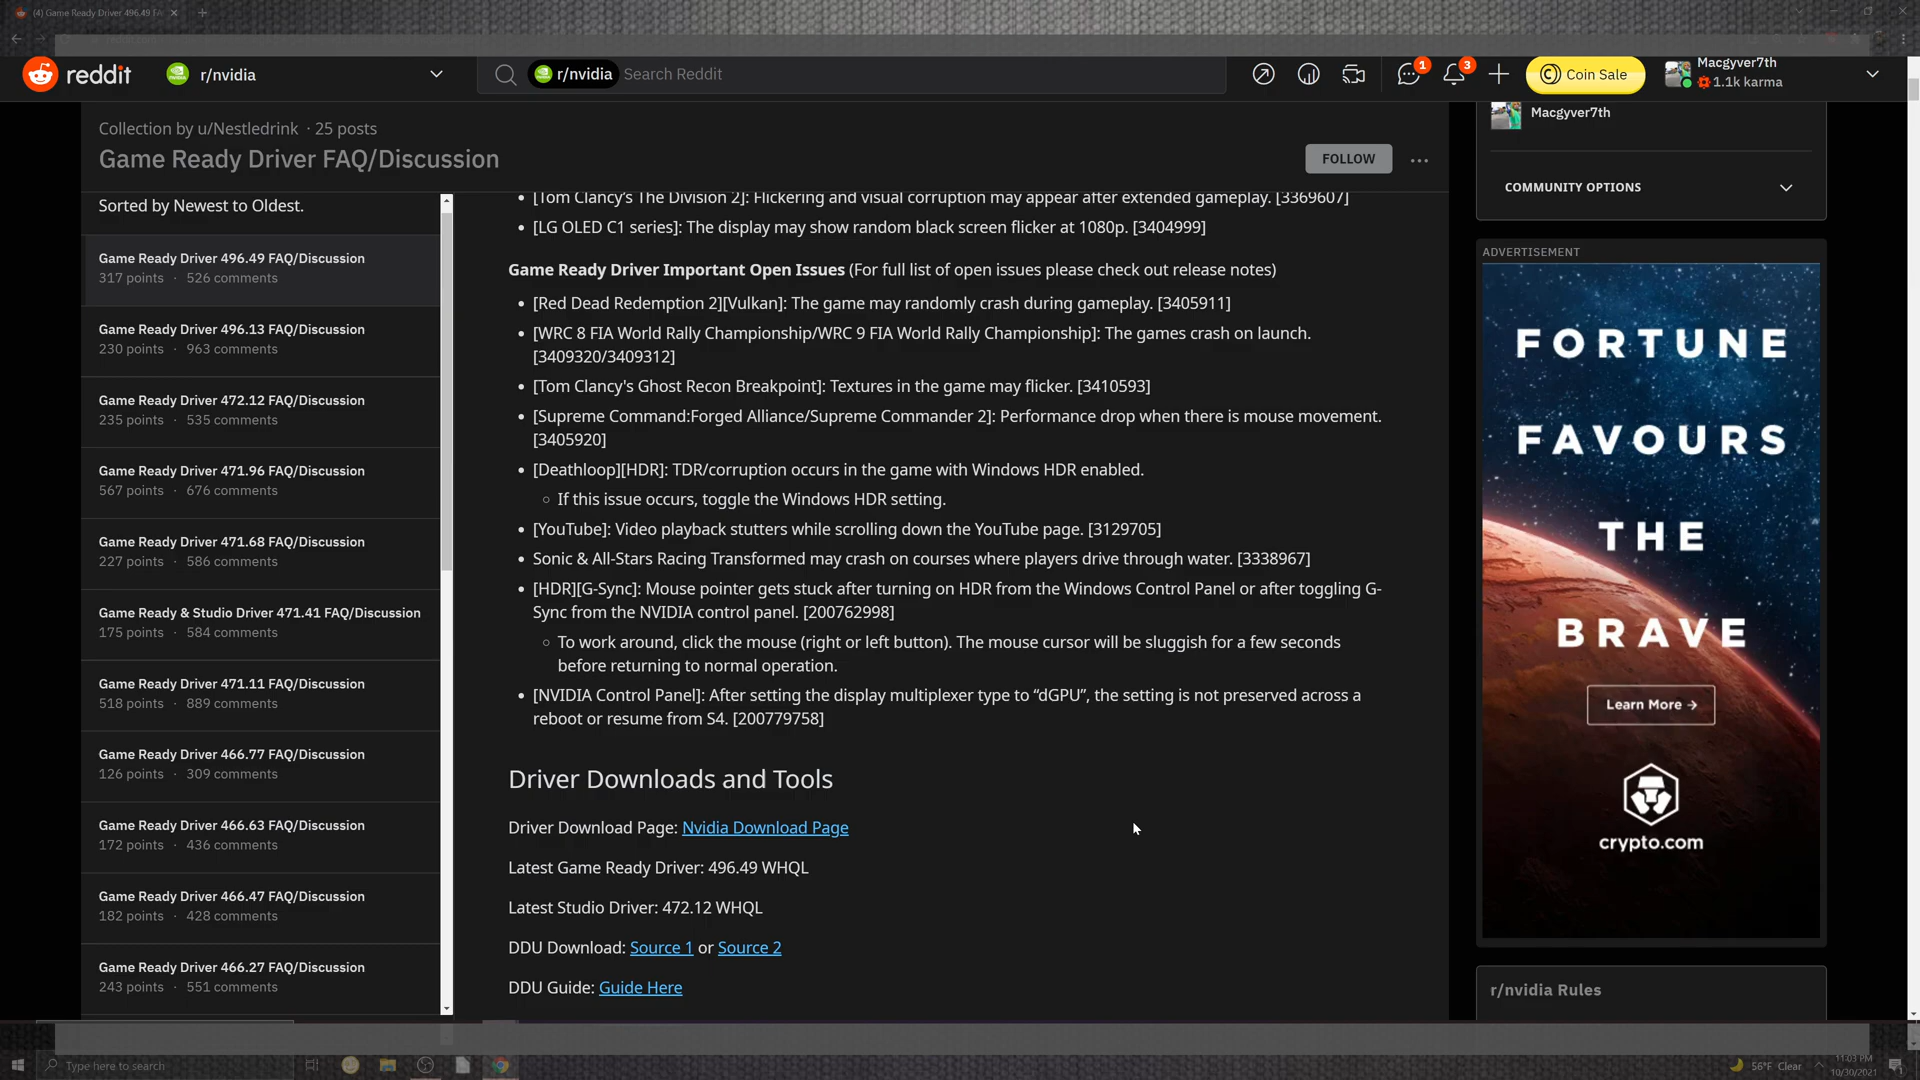 (4) Game Ready Driver 496.49 FA
reddit
r/nvidia
r/nvidia Search Reddit
1
3
Coin Sale
Macgyver7th
1.1k karma
Collection by u/Nestledrink · 25 posts
Game Ready Driver FAQ/Discussion
FOLLOW
Sorted by Newest to Oldest.
Game Ready Driver 496.49 FAQ/Discussion
317 points · 526 comments
Game Ready Driver 496.13 FAQ/Discussion
230 points · 963 comments
Game Ready Driver 472.12 FAQ/Discussion
235 points · 535 comments
Game Ready Driver 471.96 FAQ/Discussion
567 points · 676 comments
Game Ready Driver 471.68 FAQ/Discussion
227 points · 586 comments
Game Ready & Studio Driver 471.41 FAQ/Discussion
175 points · 584 comments
Game Ready Driver 471.11 FAQ/Discussion
518 points · 889 comments
Game Ready Driver 466.77 FAQ/Discussion
126 points · 309 comments
Game Ready Driver 466.63 FAQ/Discussion
172 points · 436 comments
Game Ready Driver 466.47 FAQ/Discussion
182 points · 428 comments
Game Ready Driver 466.27 FAQ/Discussion
243 points · 551 comments
• [Tom Clancy's The Division 2]: Flickering and visual corruption may appear after extended gameplay. [3369607]
• [LG OLED C1 series]: The display may show random black screen flicker at 1080p. [3404999]
Game Ready Driver Important Open Issues (For full list of open issues please check out release notes)
• [Red Dead Redemption 2][Vulkan]: The game may randomly crash during gameplay. [3405911]
• [WRC 8 FIA World Rally Championship/WRC 9 FIA World Rally Championship]: The games crash on launch.
[3409320/3409312]
• [Tom Clancy's Ghost Recon Breakpoint]: Textures in the game may flicker. [3410593]
• [Supreme Command:Forged Alliance/Supreme Commander 2]: Performance drop when there is mouse movement.
[3405920]
• [Deathloop][HDR]: TDR/corruption occurs in the game with Windows HDR enabled.
◦ If this issue occurs, toggle the Windows HDR setting.
• [YouTube]: Video playback stutters while scrolling down the YouTube page. [3129705]
• Sonic & All-Stars Racing Transformed may crash on courses where players drive through water. [3338967]
• [HDR][G-Sync]: Mouse pointer gets stuck after turning on HDR from the Windows Control Panel or after toggling G-
Sync from the NVIDIA control panel. [200762998]
◦ To work around, click the mouse (right or left button). The mouse cursor will be sluggish for a few seconds
before returning to normal operation.
• [NVIDIA Control Panel]: After setting the display multiplexer type to “dGPU”, the setting is not preserved across a
reboot or resume from S4. [200779758]
Driver Downloads and Tools
Driver Download Page: Nvidia Download Page
Latest Game Ready Driver: 496.49 WHQL
Latest Studio Driver: 472.12 WHQL
DDU Download: Source 1 or Source 2
DDU Guide: Guide Here
Macgyver7th
COMMUNITY OPTIONS
ADVERTISEMENT
FORTUNE
FAVOURS
THE
BRAVE
Learn More →
crypto.com
r/nvidia Rules
Type here to search
56°F Clear
11:03 PM
10/30/2021